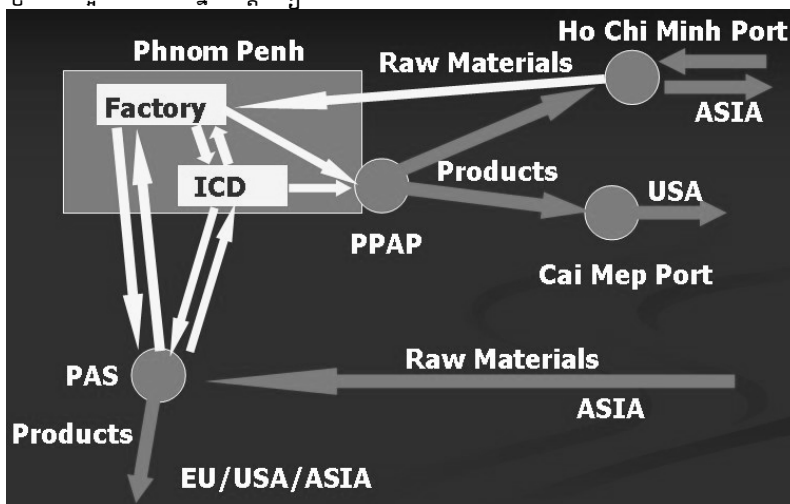 Ho Chi Minh Port
Phnom Penh
Raw Materials
Factory
ASIA
Products
ICD
USA
PPAP
Cai Mep Port
Raw Materials
PAS
ASIA
Products
EU/USA/ASIA